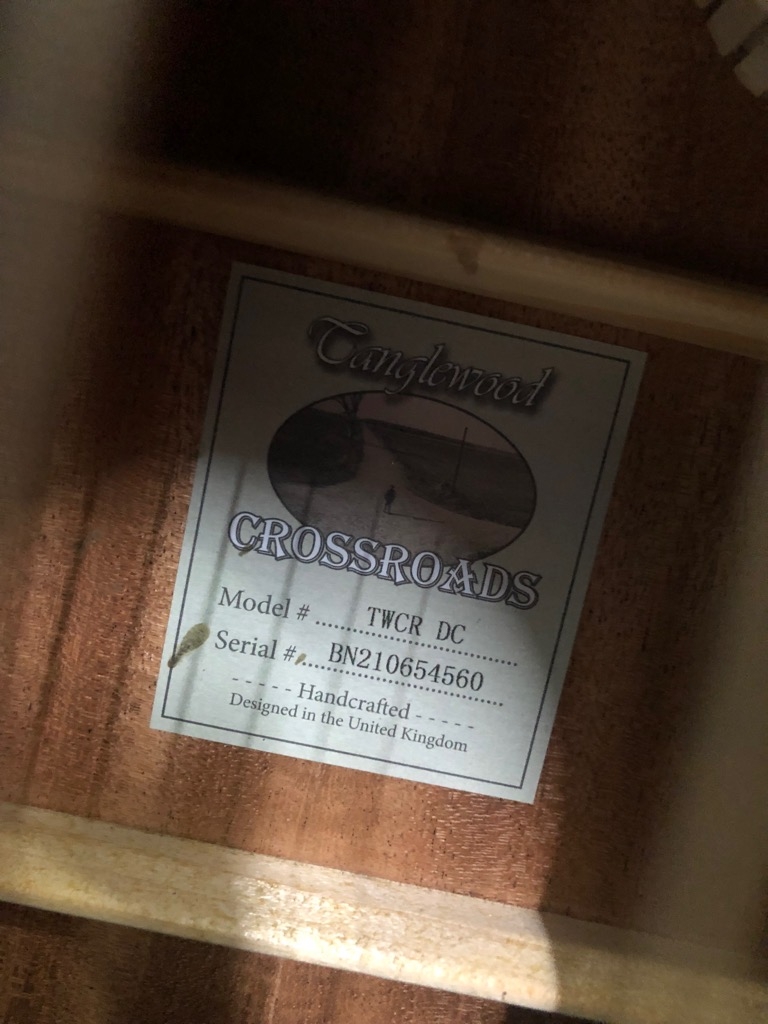 Tanglewood
CROSSROADS
Model # ...... TWCR DC ......
Serial # ... BN210654560 ...
- - - - - Handcrafted - - - - -
Designed in the United Kingdom